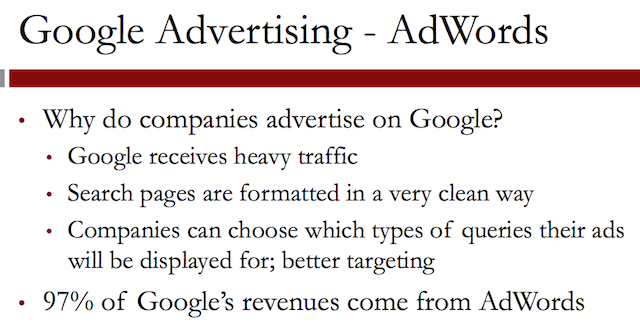 Google Advertising - AdWords
• Why do companies advertise on Google?
• Google receives heavy traffic
• Search pages are formatted in a very clean way
• Companies can choose which types of queries their ads
will be displayed for; better targeting
• 97% of Google's revenues come from AdWords